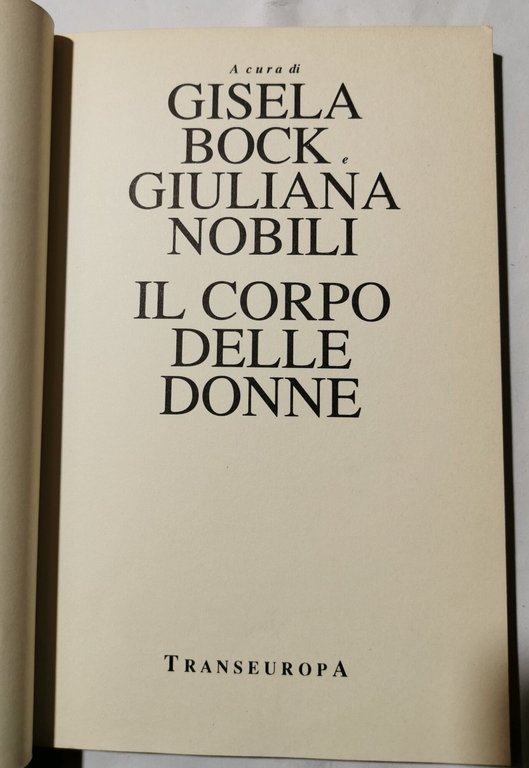 A cura di
GISELA
BOCK e
GIULIANA
NOBILI
IL CORPO
DELLE
DONNE
TRANSEUROPA